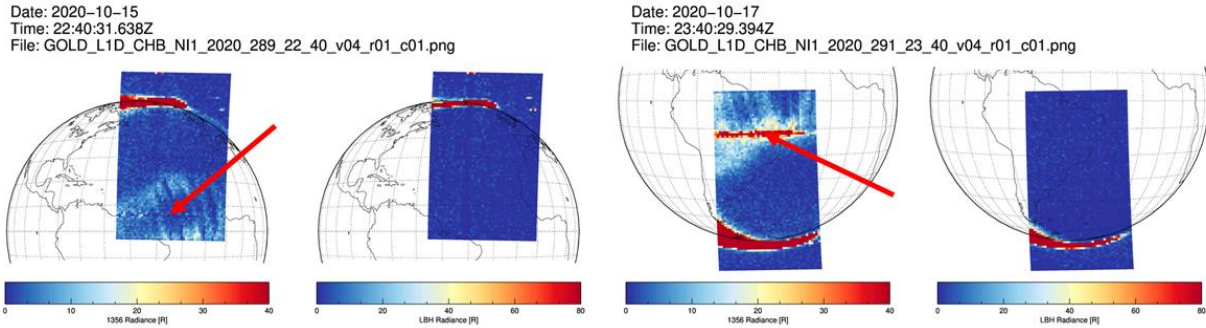 Date: 2020-10-15
Time: 22:40:31.638Z
File: GOLD_L1D_CHB_NI1_2020_289_22_40_v04_r01_c01.png
0 10 20 30 40
1356 Radiance [R]
0 20 40 60 80
LBH Radiance [R]
Date: 2020-10-17
Time: 23:40:29.394Z
File: GOLD_L1D_CHB_NI1_2020_291_23_40_v04_r01_c01.png
0 10 20 30 40
1356 Radiance [R]
0 20 40 60 80
LBH Radiance [R]